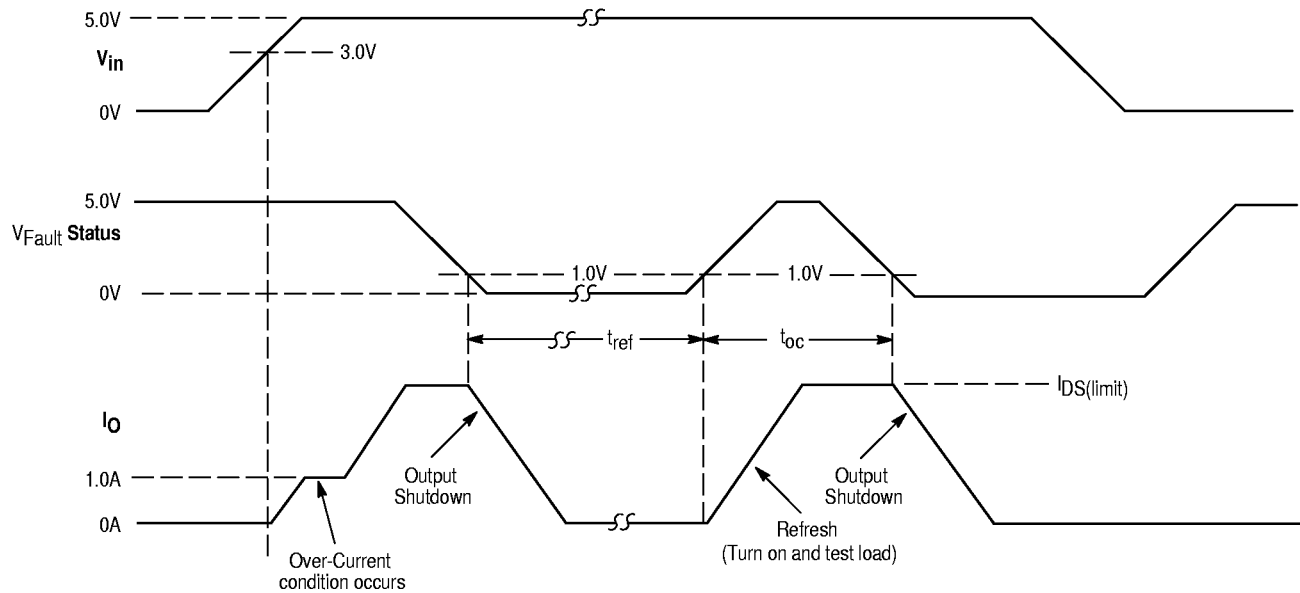 5.0V
Vin
3.0V
0V
5.0V
VFault Status
1.0V
1.0V
0V
tref
toc
IDS(limit)
IO
1.0A
Output
Shutdown
Output
Shutdown
0A
Refresh
(Turn on and test load)
Over-Current
condition occurs